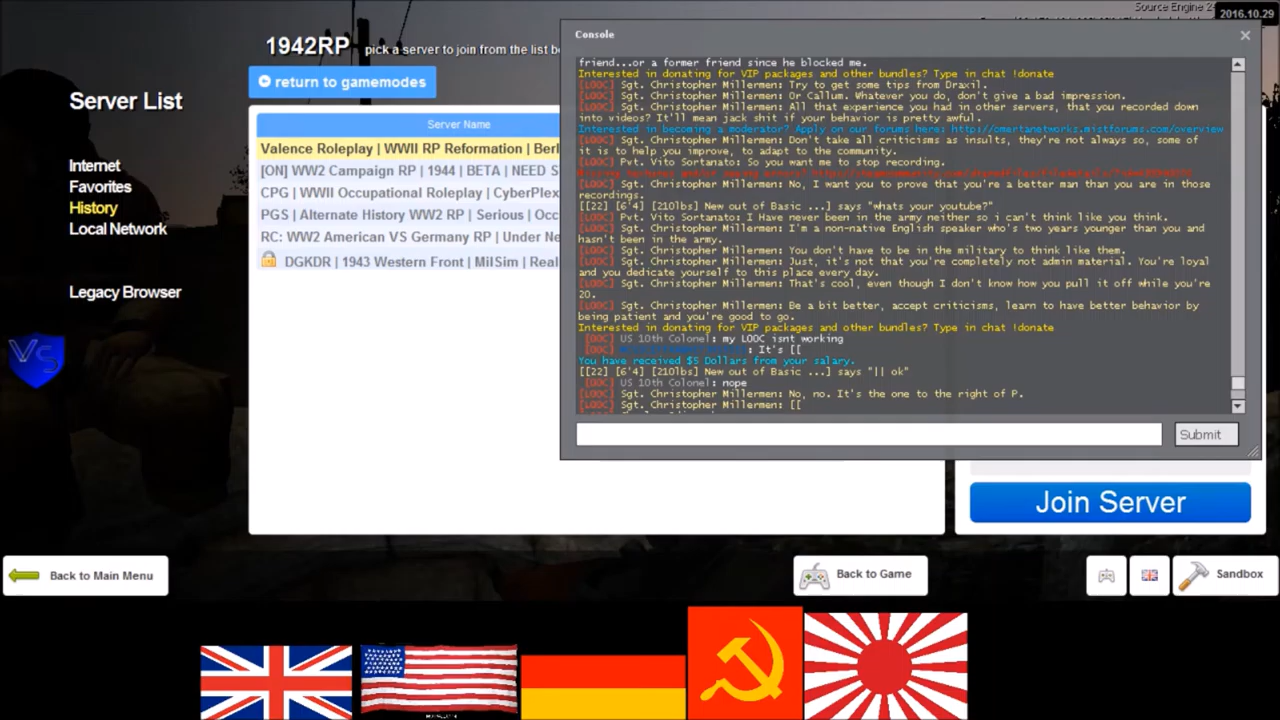 Source Engine 24
2016.10.29
1942RP pick a server to join from the list be
return to gamemodes
Server List
Internet
Favorites
History
Local Network
Legacy Browser
VS
Server Name
Valence Roleplay | WWII RP Reformation | Berl
[ON] WW2 Campaign RP | 1944 | BETA | NEED S
CPG | WWII Occupational Roleplay | CyberPlex
PGS | Alternate History WW2 RP | Serious | Occ
RC: WW2 American VS Germany RP | Under Ne
DGKDR | 1943 Western Front | MilSim | Real
Console
friend...or a former friend since he blocked me.
Interested in donating for VIP packages and other bundles? Type in chat !donate
[LOOC] Sgt. Christopher Millermen: Try to get some tips from Draxil.
[LOOC] Sgt. Christopher Millermen: Or Callum. Whatever you do, don't give a bad impression.
[LOOC] Sgt. Christopher Millermen: All that experience you had in other servers, that you recorded down
into videos? It'll mean jack shit if your behavior is pretty awful.
Interested in becoming a moderator? Apply on our forums here: http://omertanetworks.mistforums.com/overview
[LOOC] Sgt. Christopher Millermen: Don't take all criticisms as insults, they're not always so, some of
it is to help you improve, to adapt to the community.
[LOOC] Pvt. Vito Sortanato: So you want me to stop recording.
[LOOC] Sgt. Christopher Millermen: No, I want you to prove that you're a better man than you are in those
recordings.
[[22] [6'4] [210lbs] New out of Basic ...] says "whats your youtube?"
[LOOC] Pvt. Vito Sortanato: I Have never been in the army neither so i can't think like you think.
[LOOC] Sgt. Christopher Millermen: I'm a non-native English speaker who's two years younger than you and
hasn't been in the army.
[LOOC] Sgt. Christopher Millermen: You don't have to be in the military to think like them.
[LOOC] Sgt. Christopher Millermen: Just, it's not that you're completely not admin material. You're loyal
and you dedicate yourself to this place every day.
[LOOC] Sgt. Christopher Millermen: That's cool, even though I don't know how you pull it off while you're
20.
[LOOC] Sgt. Christopher Millermen: Be a bit better, accept criticisms, learn to have better behavior by
being patient and you're good to go.
Interested in donating for VIP packages and other bundles? Type in chat !donate
[OOC] US 10th Colonel: my LOOC isnt working
[OOC] : It's [[
You have received $5 Dollars from your salary.
[[22] [6'4] [210lbs] New out of Basic ...] says "|| ok"
[OOC] US 10th Colonel: nope
[LOOC] Sgt. Christopher Millermen: No, no. It's the one to the right of P.
[LOOC] Sgt. Christopher Millermen: [[
Submit
Join Server
Back to Main Menu
Back to Game
Sandbox